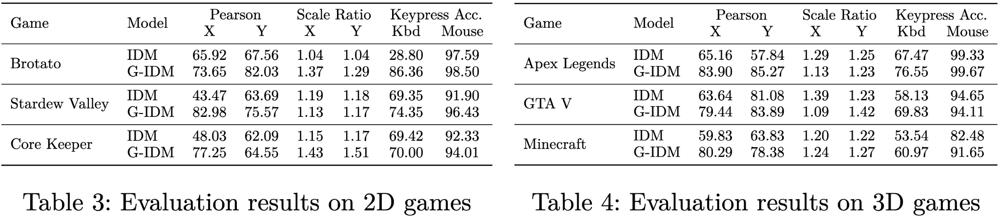 Game Model Pearson Scale Ratio Keypress Acc.
X Y X Y Kbd Mouse
Brotato IDM 65.92 67.56 1.04 1.04 28.80 97.59
G-IDM 73.65 82.03 1.37 1.29 86.36 98.50
Stardew Valley IDM 43.47 63.69 1.19 1.18 69.35 91.90
G-IDM 82.98 75.57 1.13 1.17 74.35 96.43
Core Keeper IDM 48.03 62.09 1.15 1.17 69.42 92.33
G-IDM 77.25 64.55 1.43 1.51 70.00 94.01
Table 3: Evaluation results on 2D games
Game Model Pearson Scale Ratio Keypress Acc.
X Y X Y Kbd Mouse
Apex Legends IDM 65.16 57.84 1.29 1.25 67.47 99.33
G-IDM 83.90 85.27 1.13 1.23 76.55 99.67
GTA V IDM 63.64 81.08 1.39 1.23 58.13 94.65
G-IDM 79.44 83.89 1.09 1.42 69.83 94.11
Minecraft IDM 59.83 63.83 1.20 1.22 53.54 82.48
G-IDM 80.29 78.38 1.24 1.27 60.97 91.65
Table 4: Evaluation results on 3D games